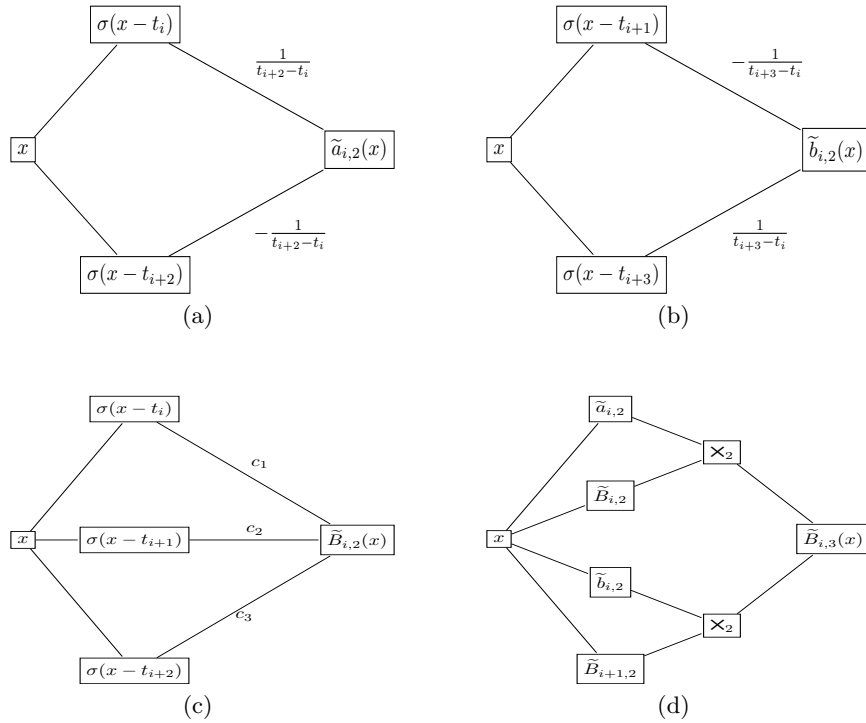 σ(x − t_i)
1/(t_{i+2}−t_i)
x
ã_{i,2}(x)
−1/(t_{i+2}−t_i)
σ(x − t_{i+2})
(a)
σ(x − t_{i+1})
−1/(t_{i+3}−t_i)
x
b̃_{i,2}(x)
1/(t_{i+3}−t_i)
σ(x − t_{i+3})
(b)
σ(x − t_i)
c_1
x
σ(x − t_{i+1})
c_2
B̃_{i,2}(x)
c_3
σ(x − t_{i+2})
(c)
ã_{i,2}
×_2
B̃_{i,2}
x
B̃_{i,3}(x)
b̃_{i,2}
×_2
B̃_{i+1,2}
(d)